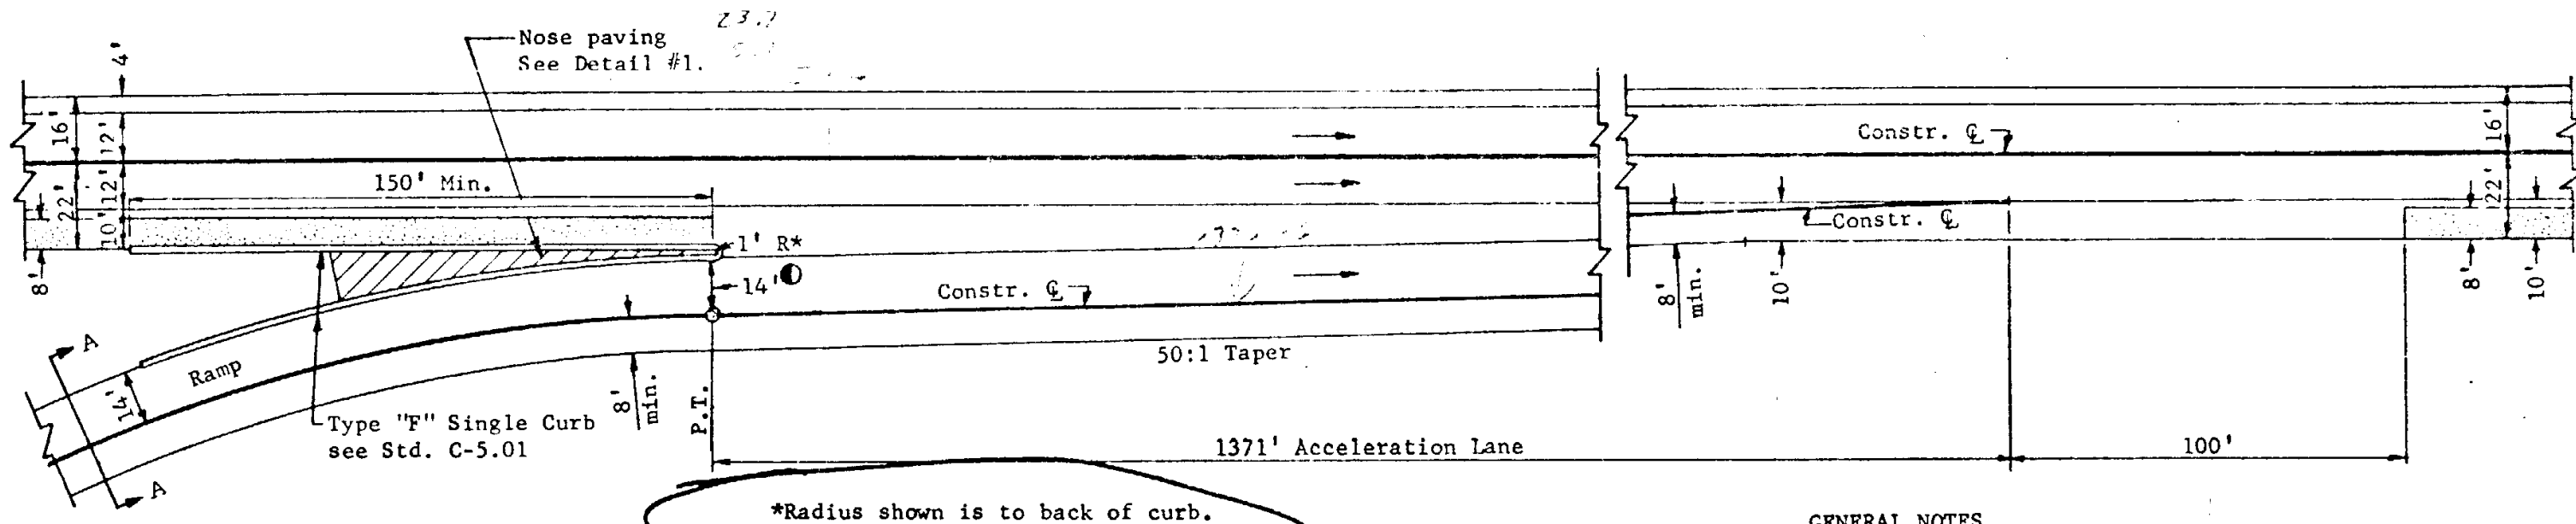 23.7
Nose paving
See Detail #1.
4'
16'
12'
22'
12'
10'
8'
150' Min.
1' R*
14'
Constr. ℄
Constr. ℄
Constr. ℄
16'
22'
8'
min.
10'
8'
10'
A
Ramp
14'
A
Type "F" Single Curb
see Std. C-5.01
8'
min.
P.T.
50:1 Taper
1371' Acceleration Lane
100'
*Radius shown is to back of curb.
GENERAL NOTES